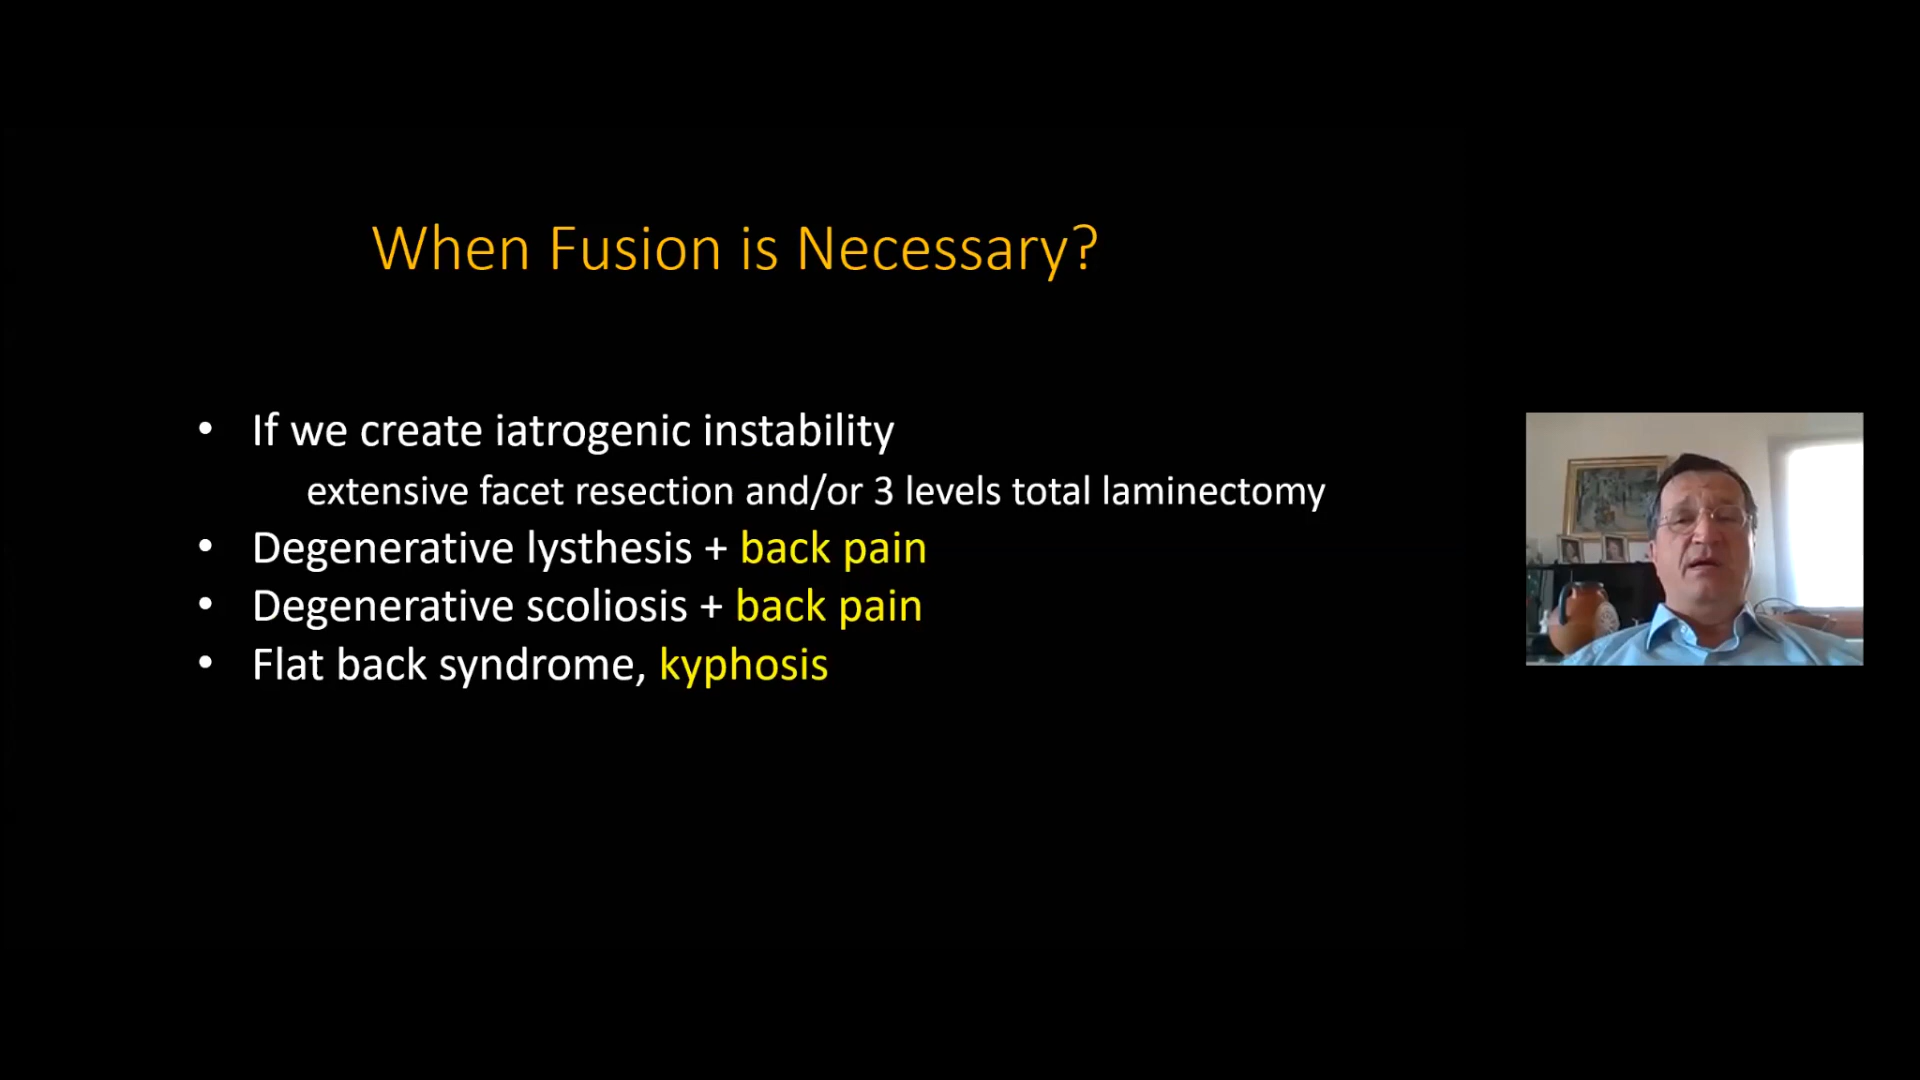 When Fusion is Necessary?
• If we create iatrogenic instability
extensive facet resection and/or 3 levels total laminectomy
• Degenerative lysthesis + back pain
• Degenerative scoliosis + back pain
• Flat back syndrome, kyphosis